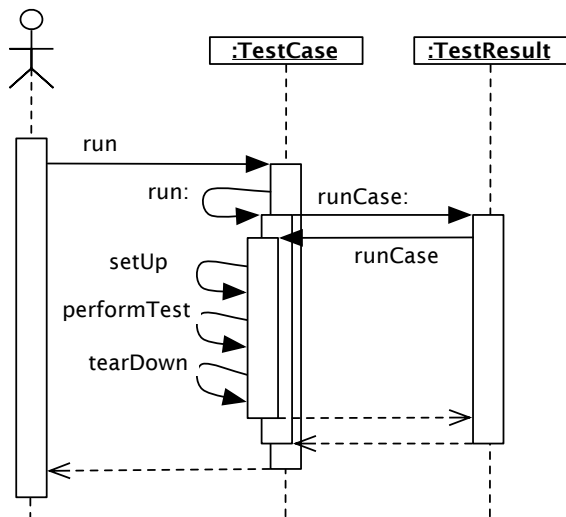 :TestCase
:TestResult
run
run:
runCase:
runCase
setUp
performTest
tearDown